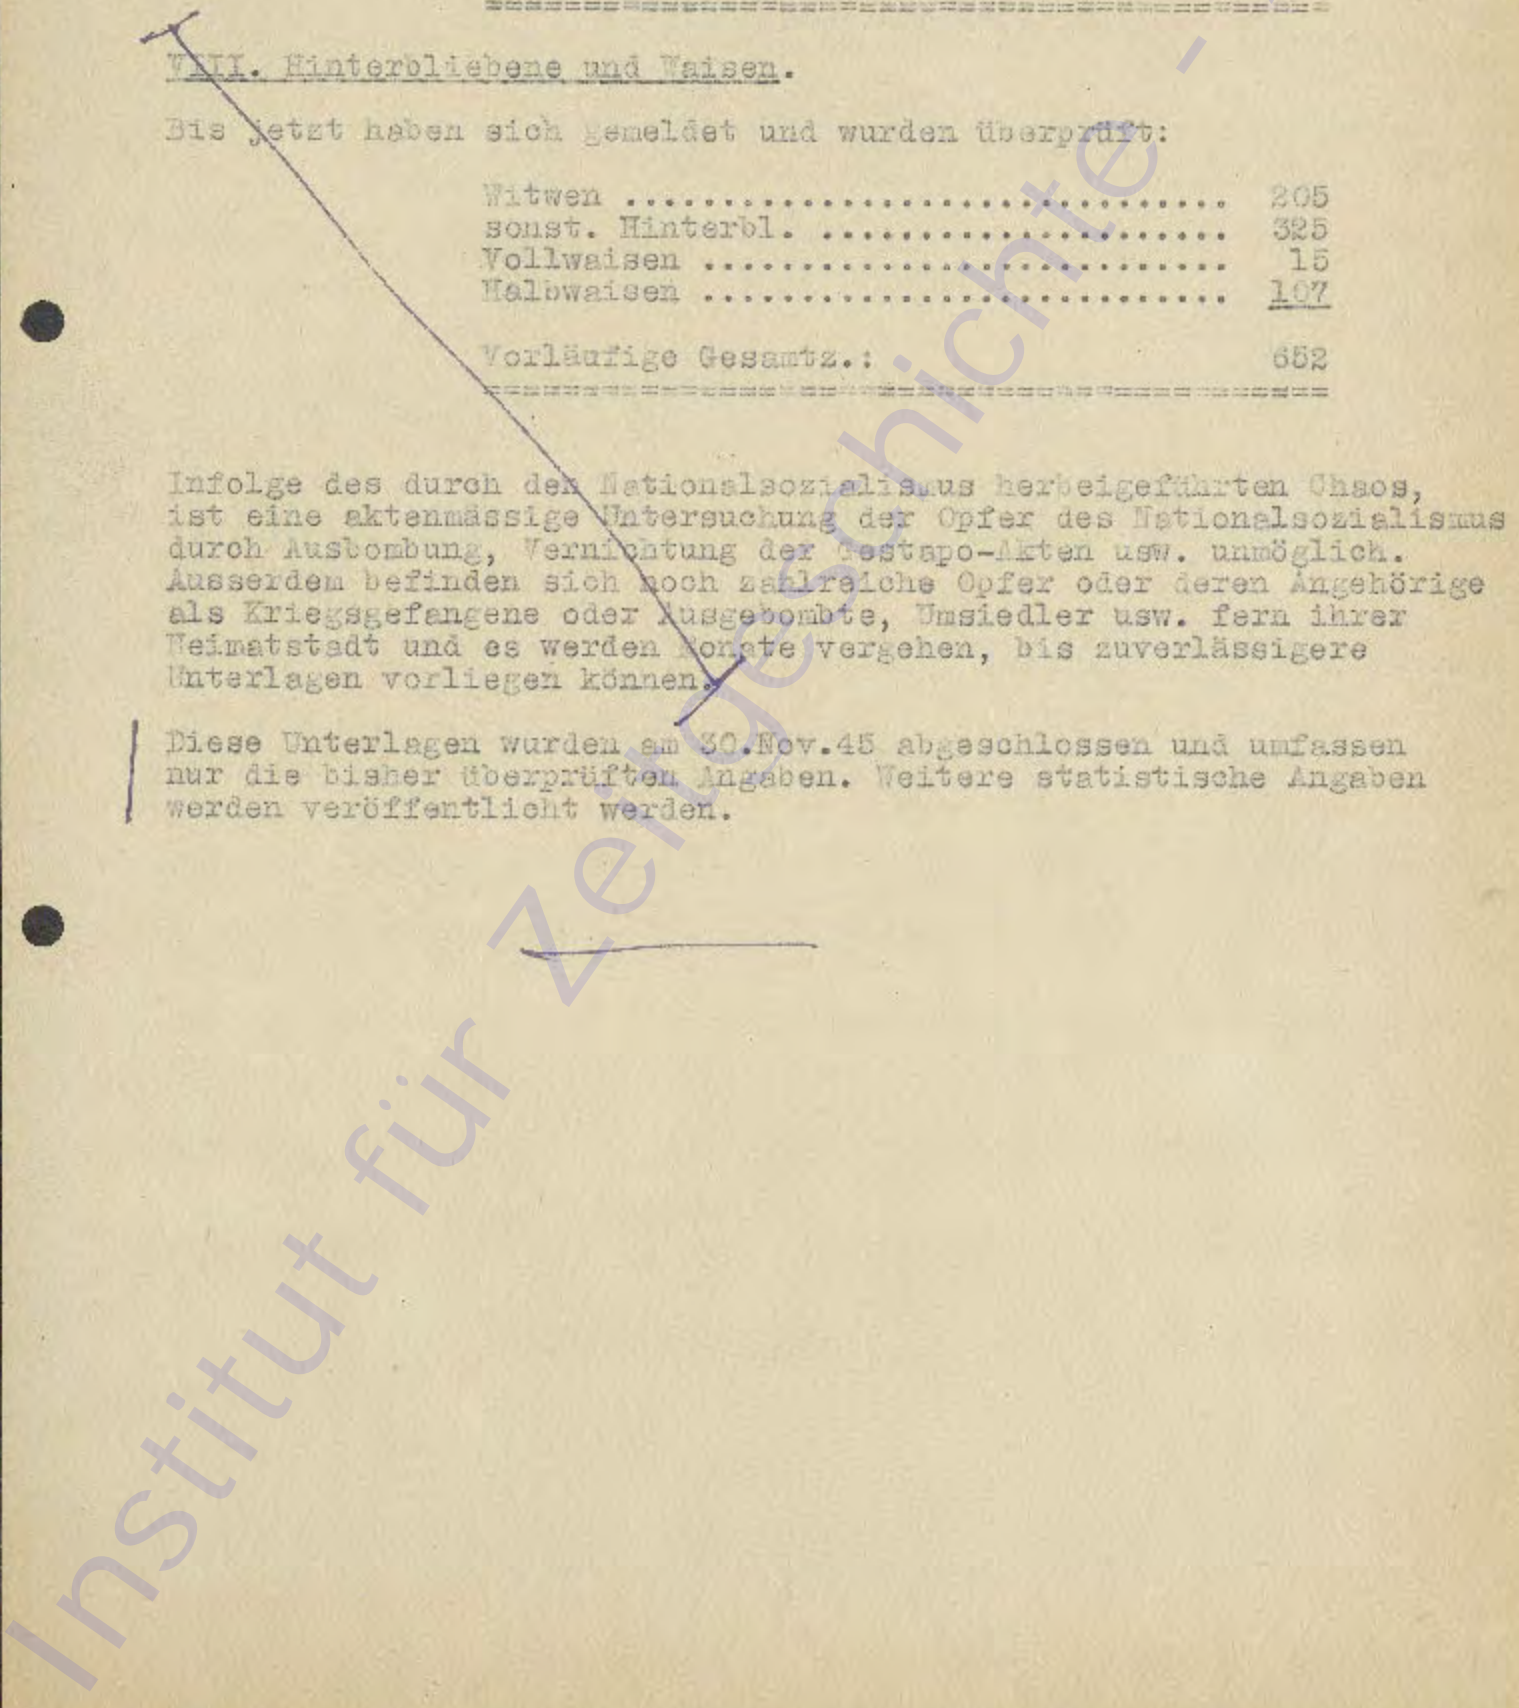 VIII. Hinterbliebene und Waisen.
Bis jetzt haben sich gemeldet und wurden überprüft:
Witwen ............................... 205
sonst. Hinterbl. ..................... 325
Vollwaisen ........................... 15
Halbwaisen ........................... 107
Vorläufige Gesamtz.: 652
===========================================
Infolge des durch den Nationalsozialismus herbeigeführten Chaos,
ist eine aktenmässige Untersuchung der Opfer des Nationalsozialismus
durch Ausbombung, Vernichtung der Gestapo-Akten usw. unmöglich.
Ausserdem befinden sich noch zahlreiche Opfer oder deren Angehörige
als Kriegsgefangene oder Ausgebombte, Umsiedler usw. fern ihrer
Heimatstadt und es werden Monate vergehen, bis zuverlässigere
Unterlagen vorliegen können.
Diese Unterlagen wurden am 30.Nov.45 abgeschlossen und umfassen
nur die bisher überprüften Angaben. Weitere statistische Angaben
werden veröffentlicht werden.
Institut für Zeitgeschichte -